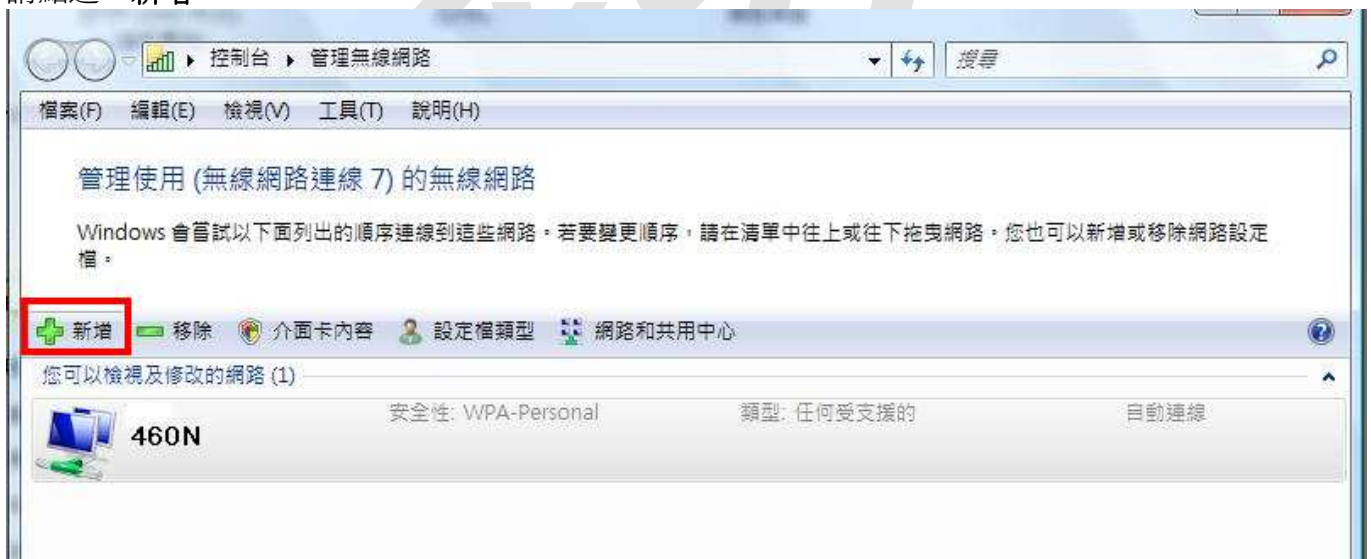 控制台 管理無線網路 搜尋
檔案(F) 編輯(E) 檢視(V) 工具(T) 說明(H)
管理使用 (無線網路連線 7) 的無線網路
Windows 會嘗試以下面列出的順序連線到這些網路。若要變更順序，請在清單中往上或往下拖曳網路。您也可以新增或移除網路設定
檔。
新增 移除 介面卡內容 設定檔類型 網路和共用中心
您可以檢視及修改的網路 (1)
460N 安全性: WPA-Personal 類型: 任何受支援的 自動連線